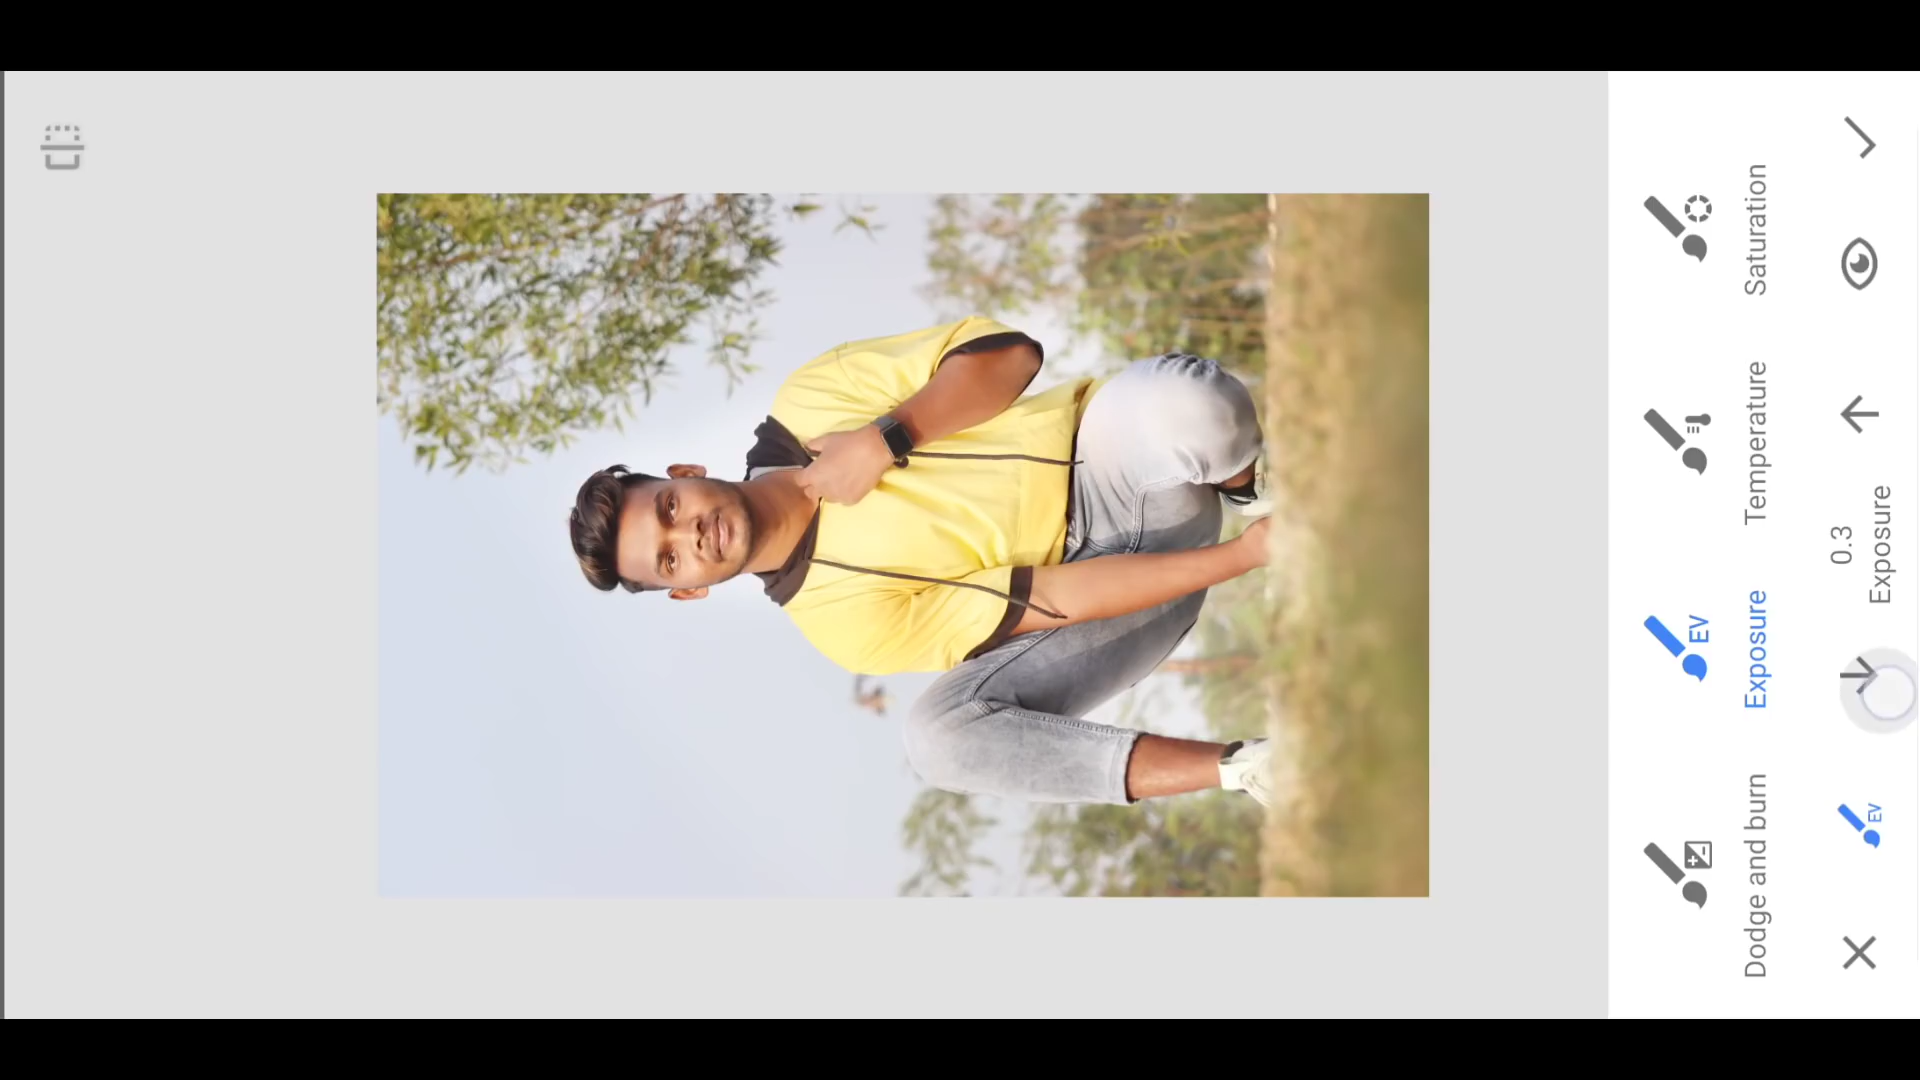 Dodge and burn
Exposure
Temperature
Saturation
EV
EV
0.3
Exposure